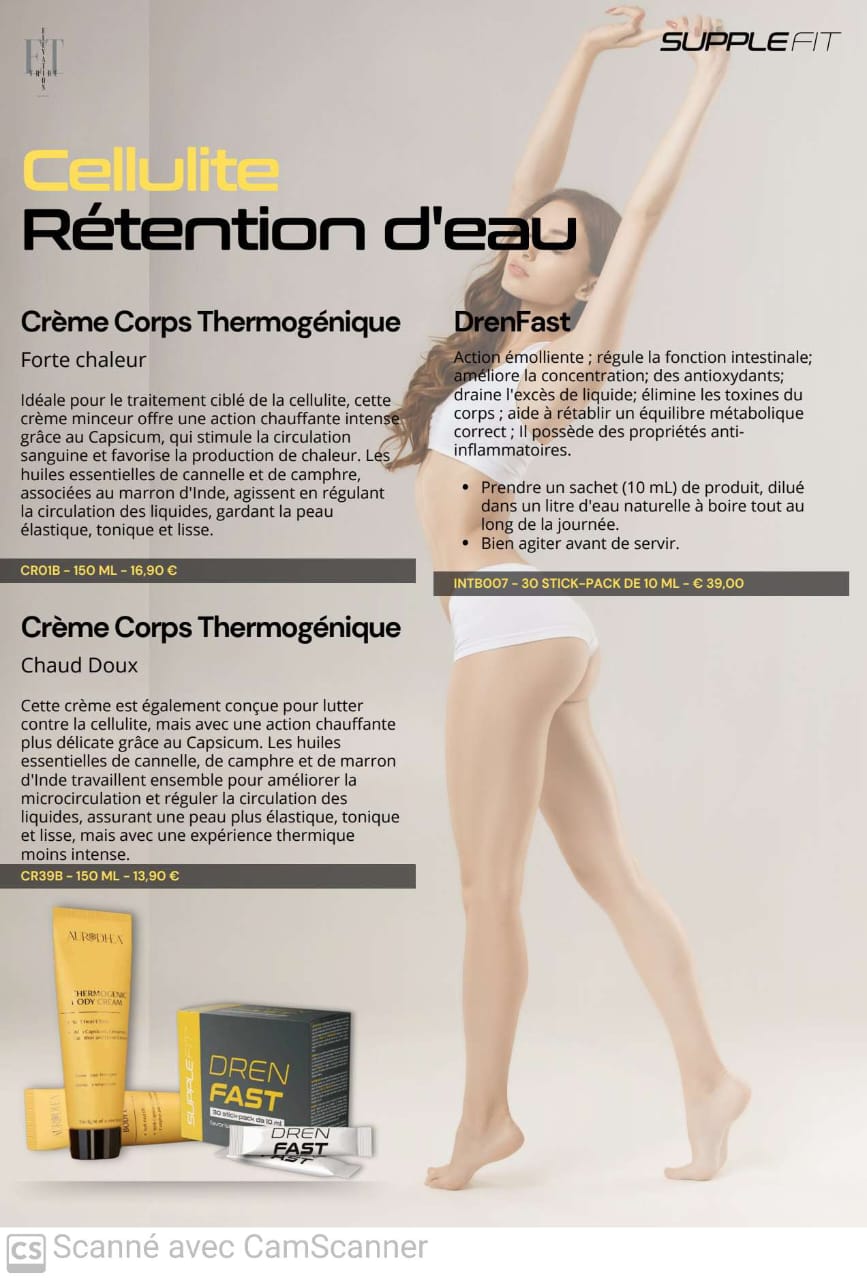 ET
ELEVATION
TRIBE
SUPPLEFIT
Cellulite
Rétention d'eau
Crème Corps Thermogénique
Forte chaleur
Idéale pour le traitement ciblé de la cellulite, cette
crème minceur offre une action chauffante intense
grâce au Capsicum, qui stimule la circulation
sanguine et favorise la production de chaleur. Les
huiles essentielles de cannelle et de camphre,
associées au marron d'Inde, agissent en régulant
la circulation des liquides, gardant la peau
élastique, tonique et lisse.
CR01B - 150 ML - 16,90 €
Crème Corps Thermogénique
Chaud Doux
Cette crème est également conçue pour lutter
contre la cellulite, mais avec une action chauffante
plus délicate grâce au Capsicum. Les huiles
essentielles de cannelle, de camphre et de marron
d'Inde travaillent ensemble pour améliorer la
microcirculation et réguler la circulation des
liquides, assurant une peau plus élastique, tonique
et lisse, mais avec une expérience thermique
moins intense.
CR39B - 150 ML - 13,90 €
DrenFast
Action émolliente ; régule la fonction intestinale;
améliore la concentration; des antioxydants;
draine l'excès de liquide; élimine les toxines du
corps ; aide à rétablir un équilibre métabolique
correct ; Il possède des propriétés anti-
inflammatoires.
• Prendre un sachet (10 mL) de produit, dilué
dans un litre d'eau naturelle à boire tout au
long de la journée.
• Bien agiter avant de servir.
INTB007 - 30 STICK-PACK DE 10 ML - € 39,00
AURODHEA
THERMOGENIC
BODY CREAM
SUPPLEFIT
DREN
FAST
30 stick-pack da 10 ml
DREN
FAST
FAST
CS Scanné avec CamScanner